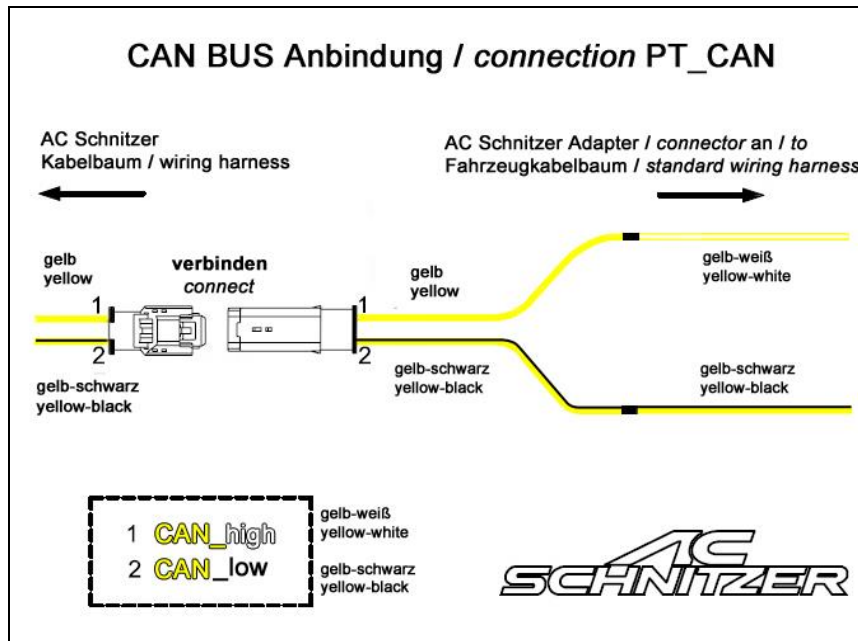 CAN BUS Anbindung / connection PT_CAN
AC Schnitzer
Kabelbaum / wiring harness
AC Schnitzer Adapter / connector an / to
Fahrzeugkabelbaum / standard wiring harness
gelb
yellow
verbinden
connect
gelb
yellow
gelb-weiß
yellow-white
1
1
2
2
gelb-schwarz
yellow-black
gelb-schwarz
yellow-black
gelb-schwarz
yellow-black
1 CAN_high
gelb-weiß
yellow-white
2 CAN_low
gelb-schwarz
yellow-black
AC
SCHNITZER